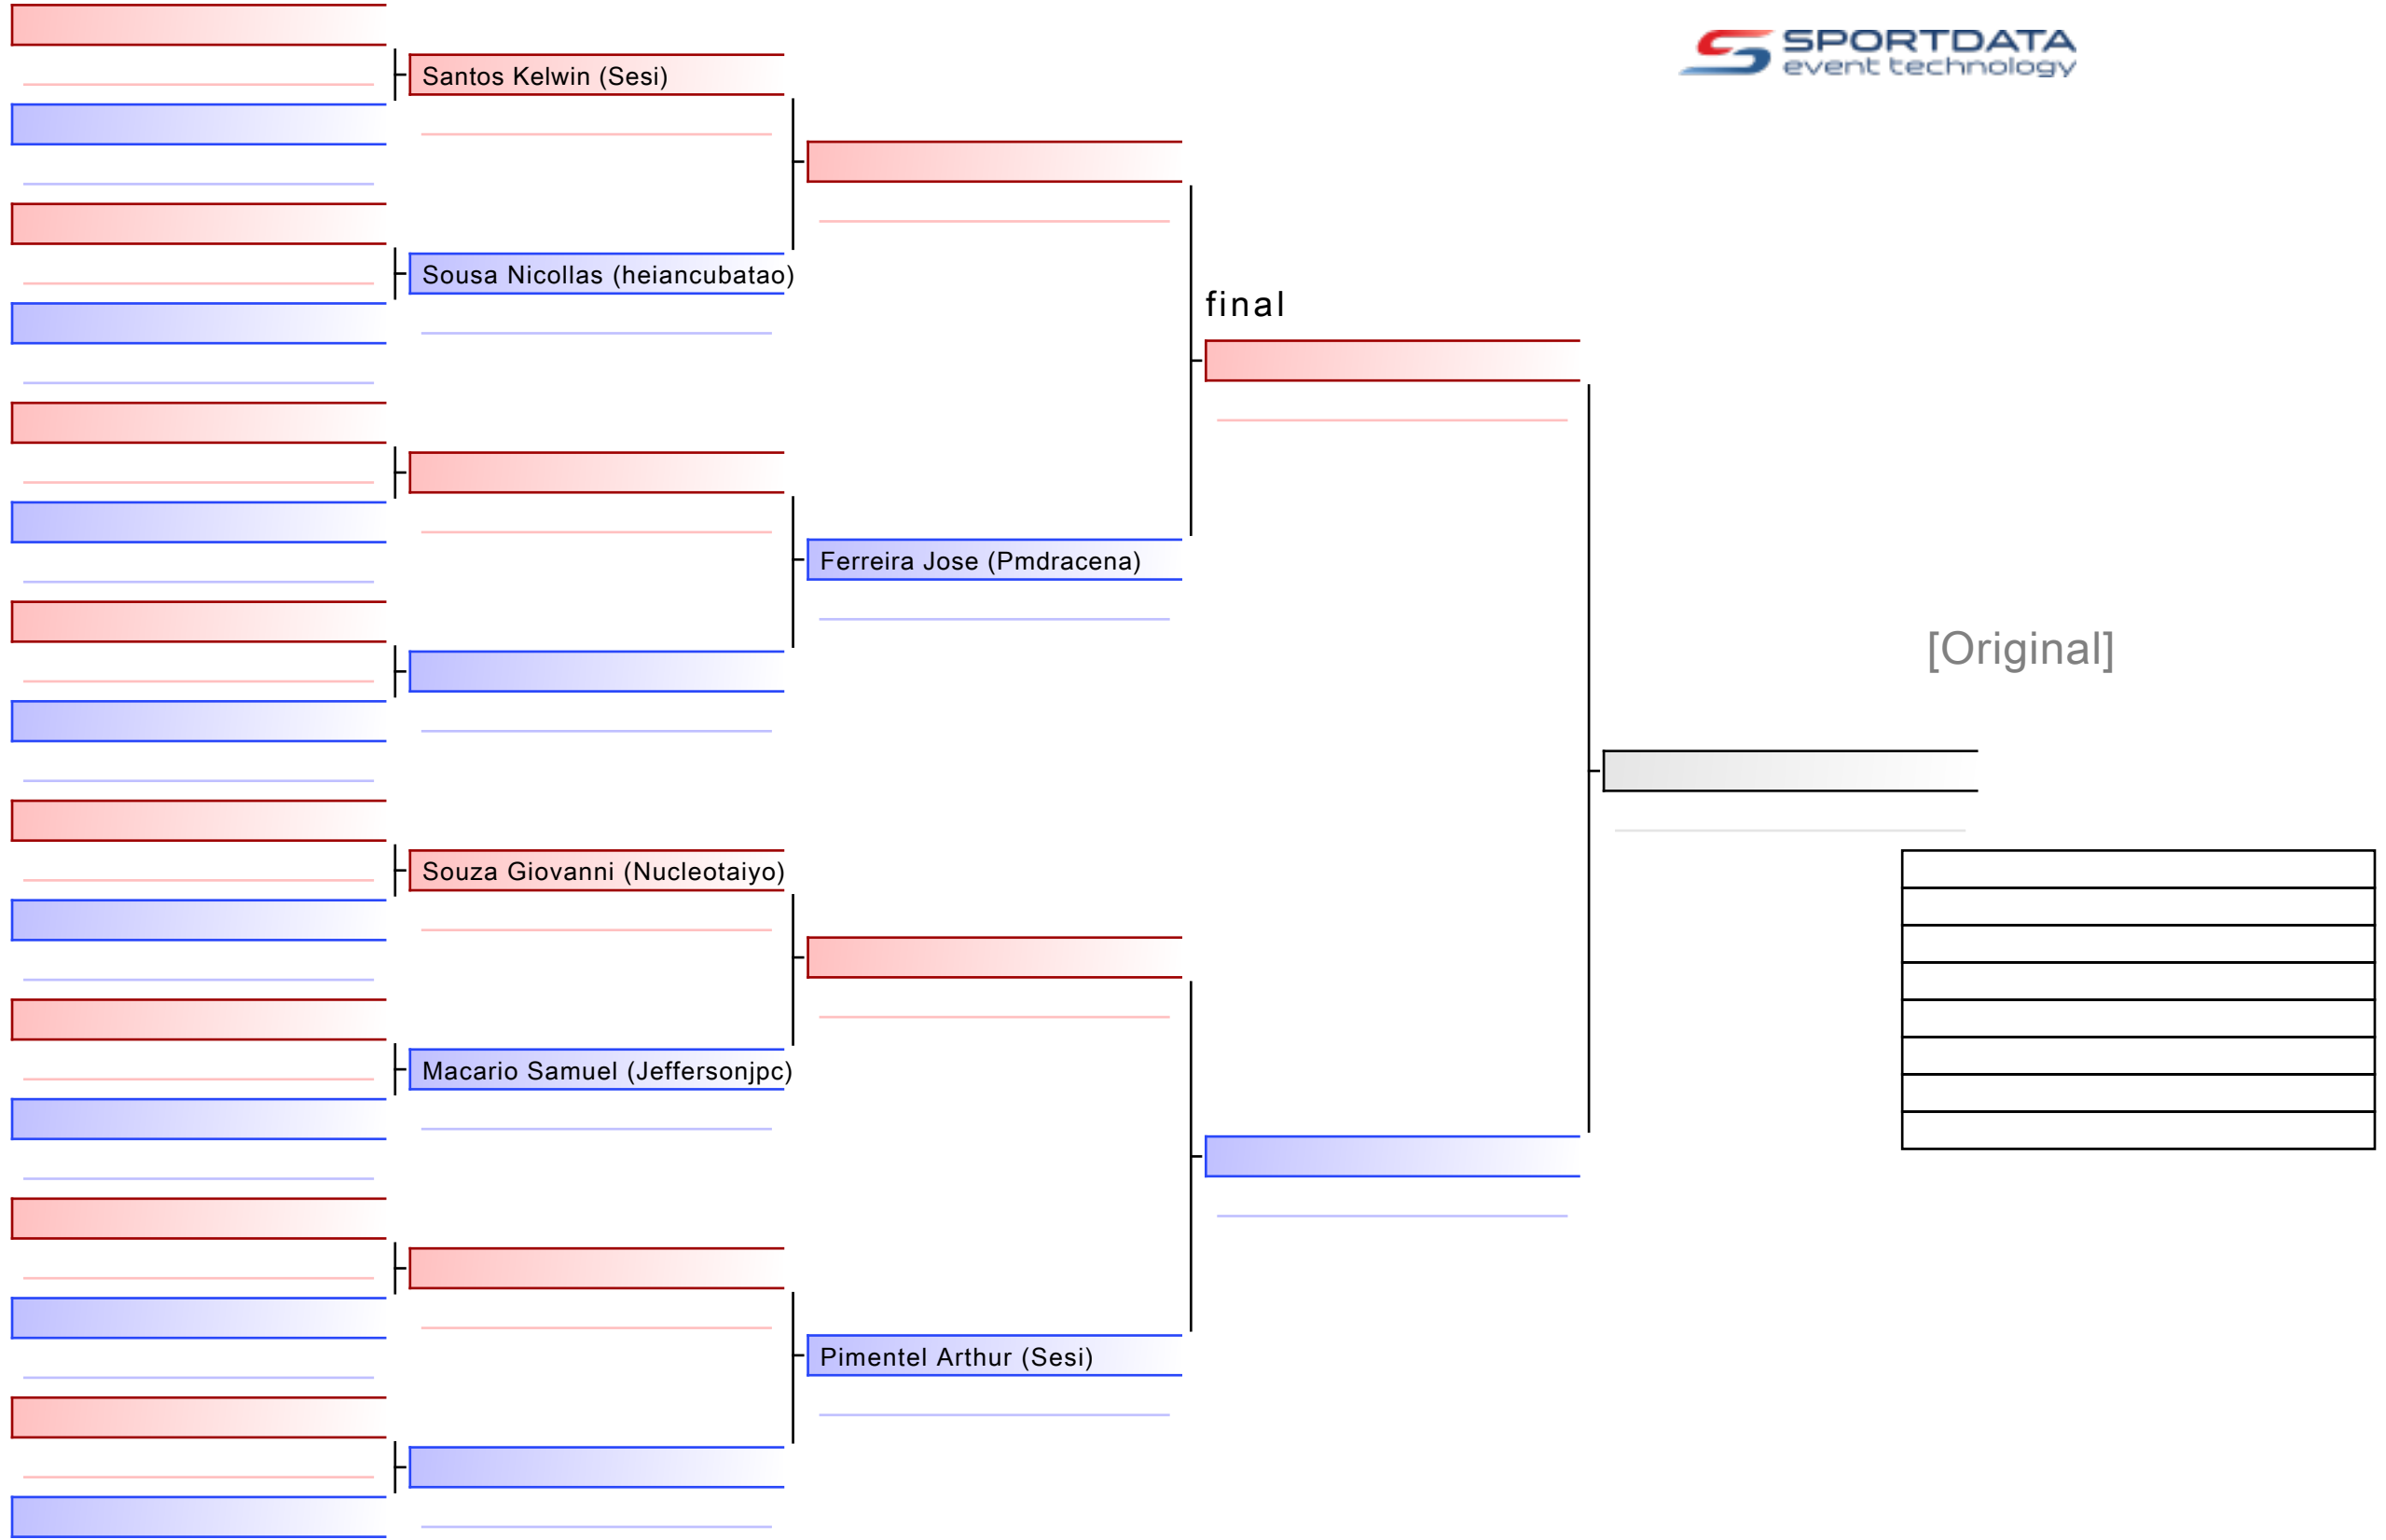 SPORTDATA
event technology
Santos Kelwin (Sesi)
Sousa Nicollas (heiancubatao)
final
Ferreira Jose (Pmdracena)
[Original]
Souza Giovanni (Nucleotaiyo)
Macario Samuel (Jeffersonjpc)
Pimentel Arthur (Sesi)